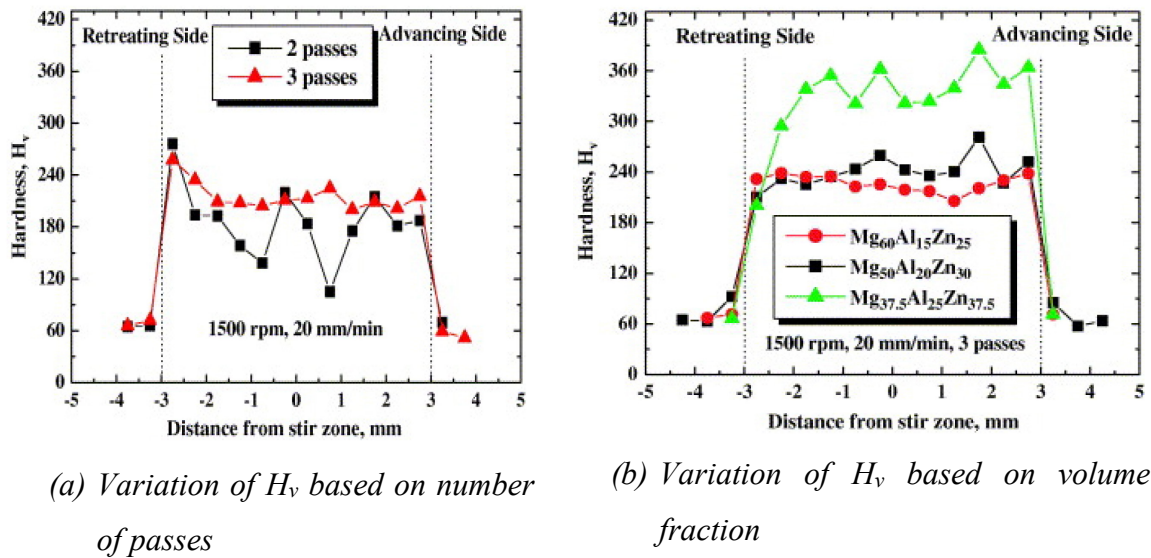 420
360
300
240
180
120
60
0
Hardness, Hv
Retreating Side
Advancing Side
2 passes
3 passes
1500 rpm, 20 mm/min
-5 -4 -3 -2 -1 0 1 2 3 4 5
Distance from stir zone, mm
(a) Variation of Hv based on number
of passes
420
360
300
240
180
120
60
0
Hardness, Hv
Retreating Side
Advancing Side
Mg60Al15Zn25
Mg50Al20Zn30
Mg37.5Al25Zn37.5
1500 rpm, 20 mm/min, 3 passes
-5 -4 -3 -2 -1 0 1 2 3 4 5
Distance from stir zone, mm
(b) Variation of Hv based on volume
fraction